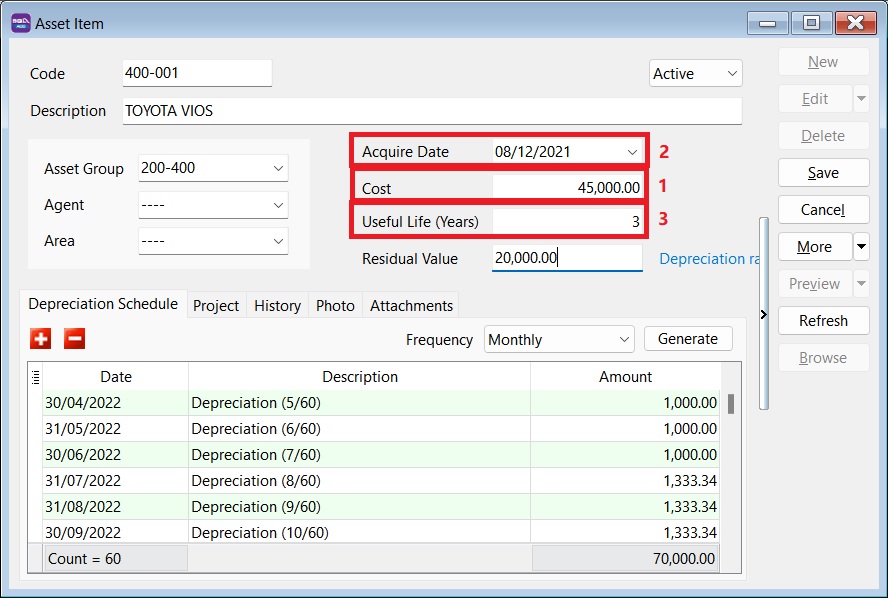 Asset Item
Code 400-001 Active
Description TOYOTA VIOS
Asset Group 200-400
Agent ----
Area ----
Acquire Date 08/12/2021 2
Cost 45,000.00 1
Useful Life (Years) 3 3
Residual Value 20,000.00 Depreciation ra
New
Edit
Delete
Save
Cancel
More
Preview
Refresh
Browse
Depreciation Schedule Project History Photo Attachments
Frequency Monthly Generate
Date Description Amount
30/04/2022 Depreciation (5/60) 1,000.00
31/05/2022 Depreciation (6/60) 1,000.00
30/06/2022 Depreciation (7/60) 1,000.00
31/07/2022 Depreciation (8/60) 1,333.34
31/08/2022 Depreciation (9/60) 1,333.34
30/09/2022 Depreciation (10/60) 1,333.34
Count = 60 70,000.00